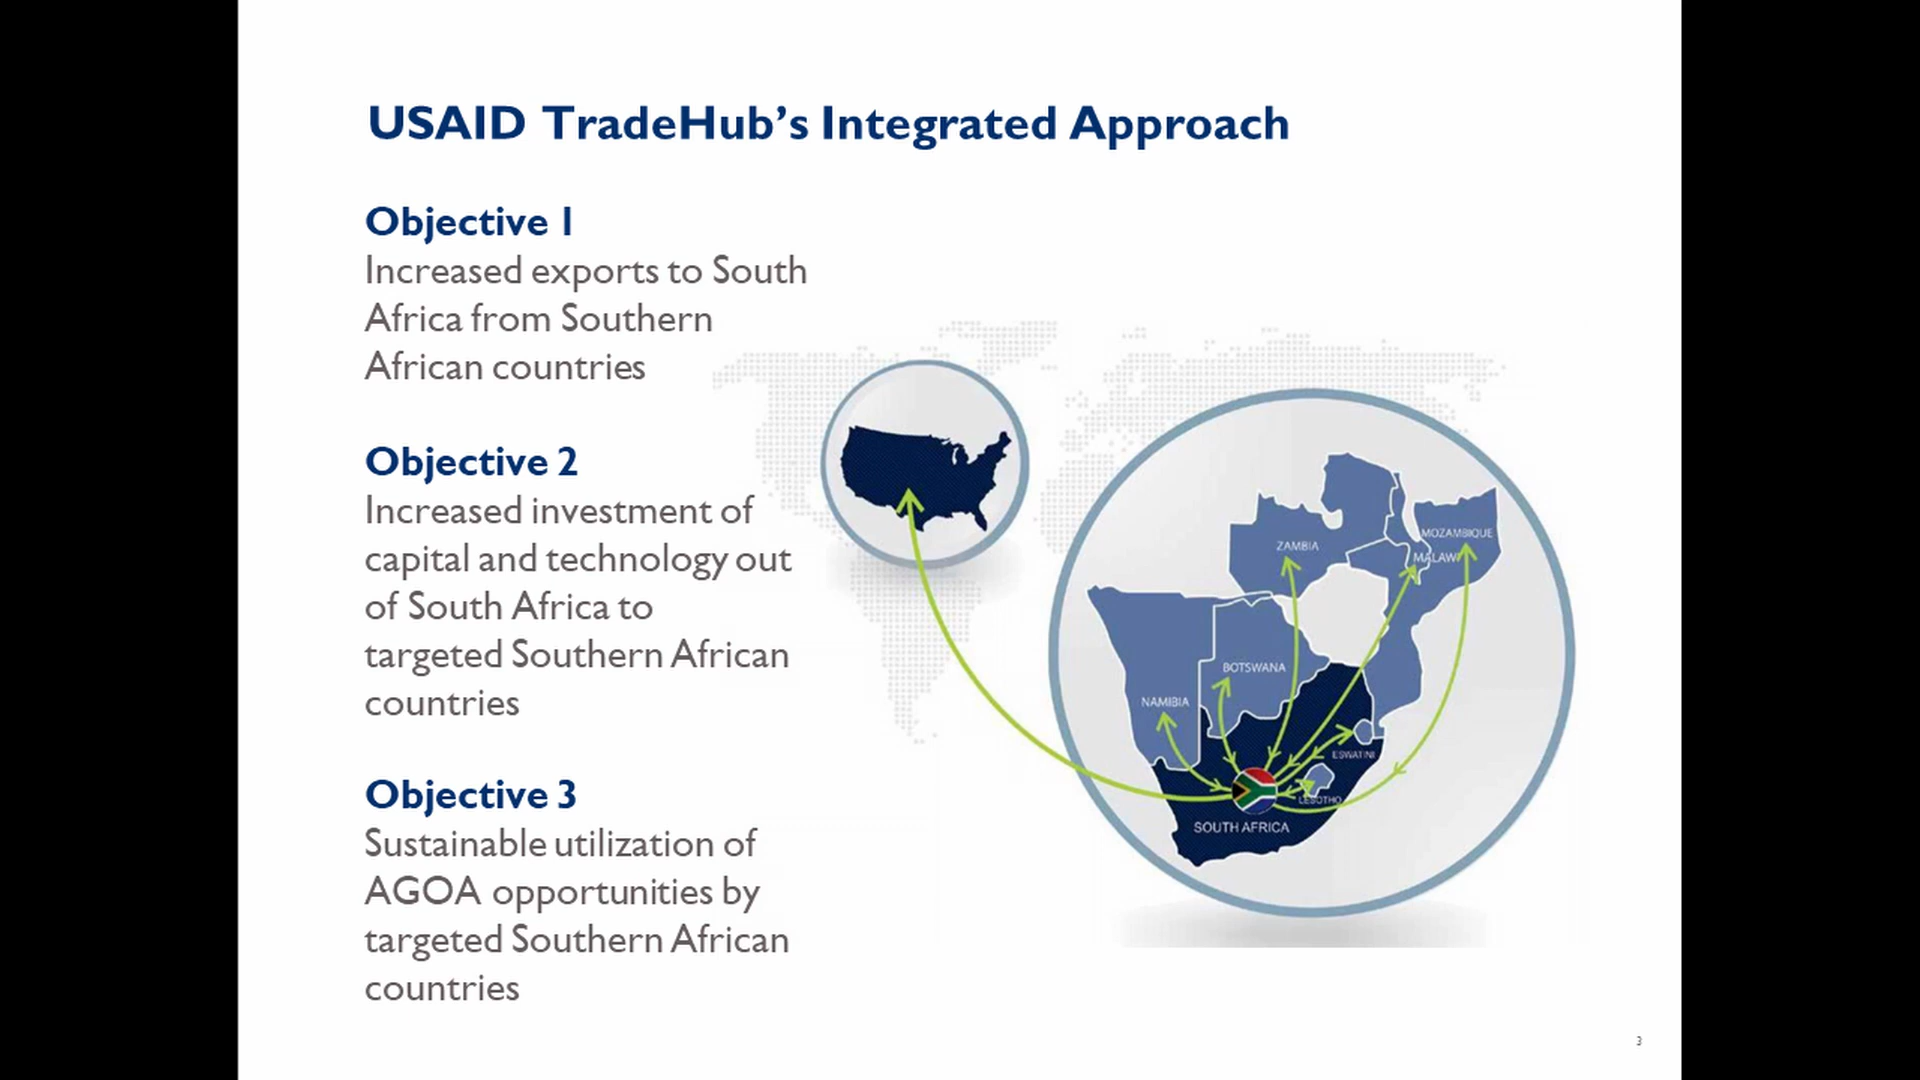 USAID TradeHub’s Integrated Approach
Objective 1
Increased exports to South
Africa from Southern
African countries
Objective 2
Increased investment of
capital and technology out
of South Africa to
targeted Southern African
countries
Objective 3
Sustainable utilization of
AGOA opportunities by
targeted Southern African
countries
ZAMBIA
MOZAMBIQUE
MALAWI
BOTSWANA
NAMIBIA
ESWATINI
LESOTHO
SOUTH AFRICA
3